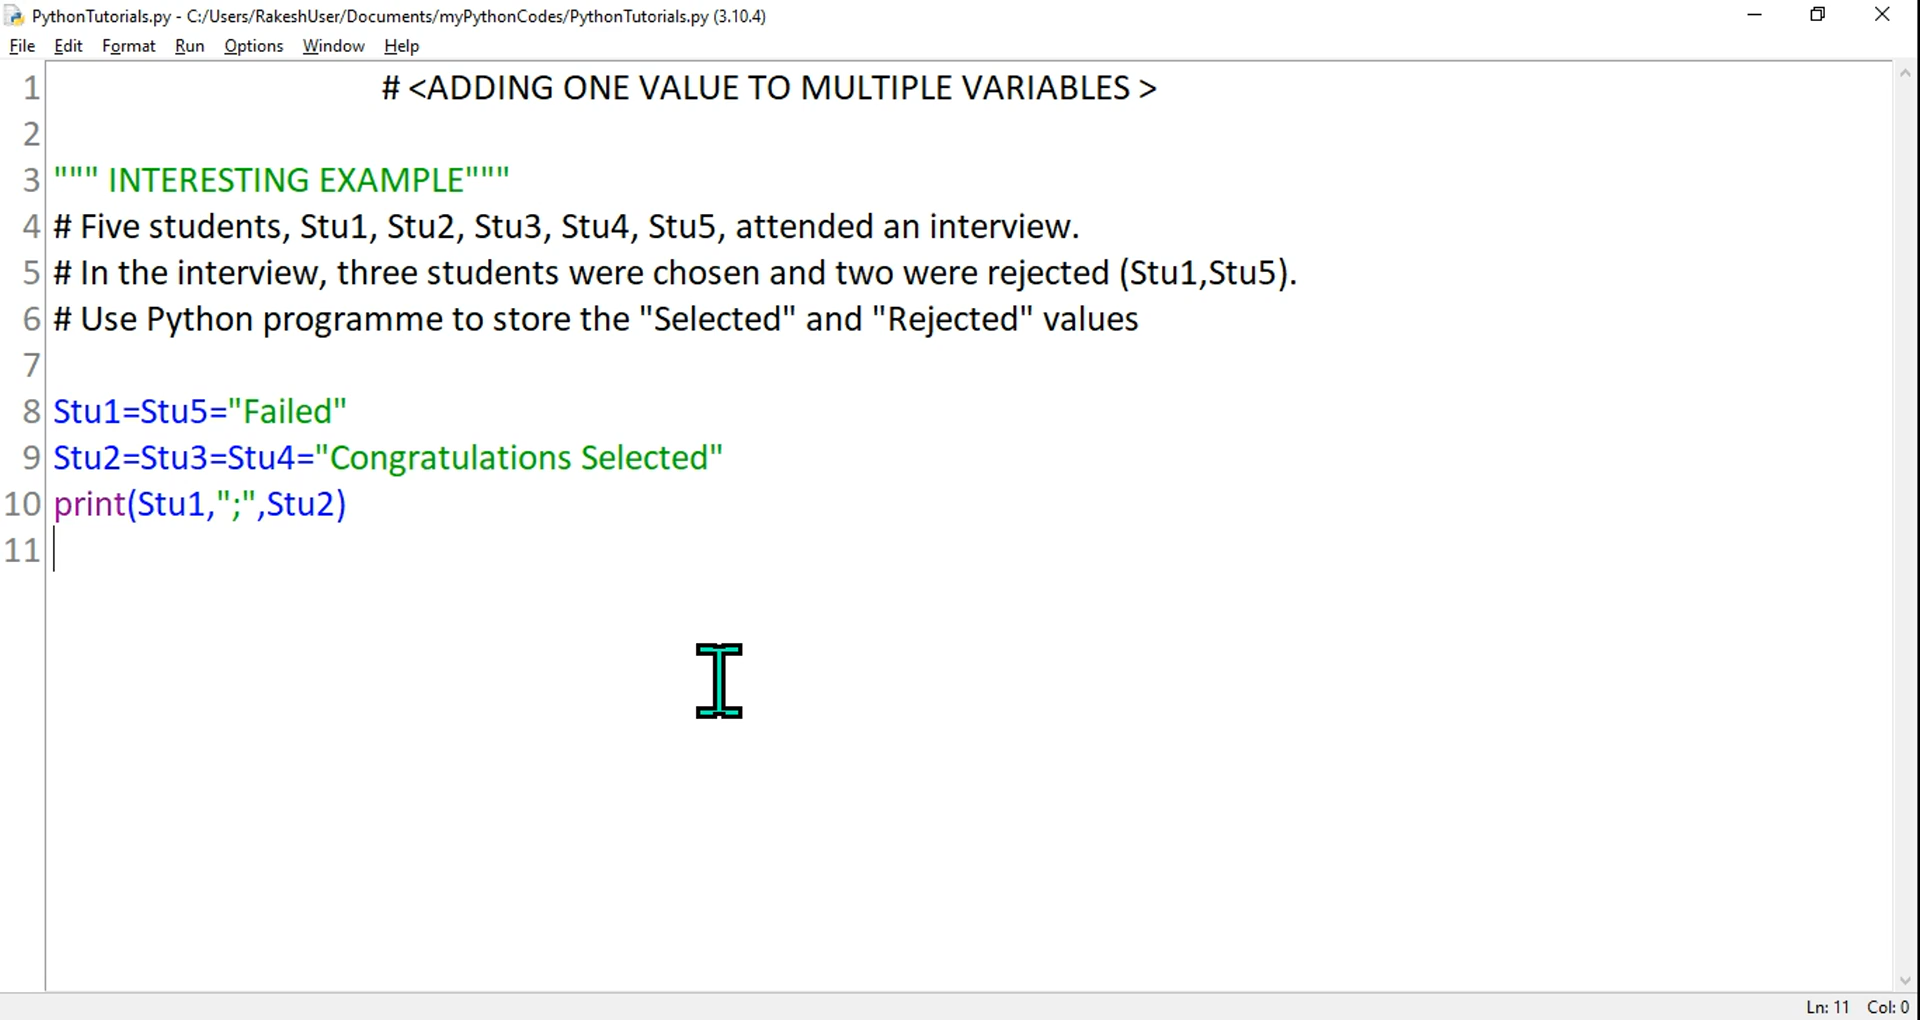 PythonTutorials.py - C:/Users/RakeshUser/Documents/myPythonCodes/PythonTutorials.py (3.10.4)
File Edit Format Run Options Window Help
1 # <ADDING ONE VALUE TO MULTIPLE VARIABLES >
2
3 """ INTERESTING EXAMPLE"""
4 # Five students, Stu1, Stu2, Stu3, Stu4, Stu5, attended an interview.
5 # In the interview, three students were chosen and two were rejected (Stu1,Stu5).
6 # Use Python programme to store the "Selected" and "Rejected" values
7
8 Stu1=Stu5="Failed"
9 Stu2=Stu3=Stu4="Congratulations Selected"
10 print(Stu1,";",Stu2)
11
Ln: 11 Col: 0